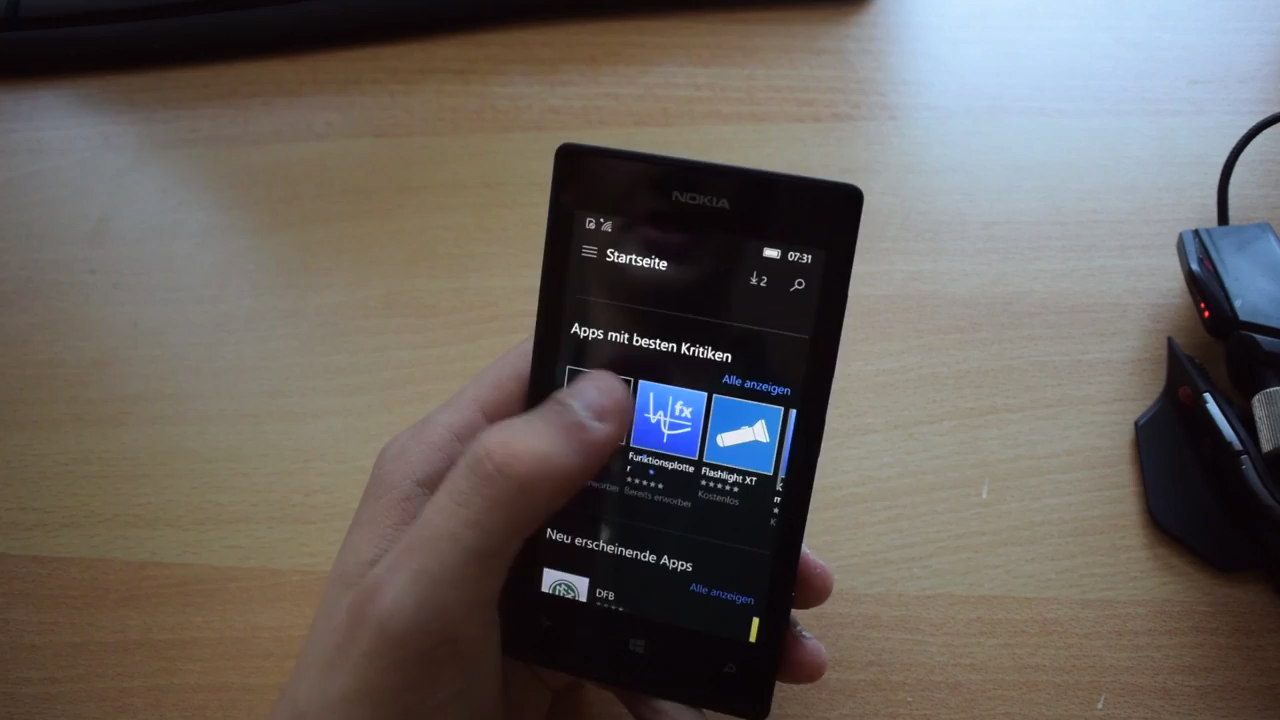 NOKIA
07:31
Startseite
2
Apps mit besten Kritiken
Alle anzeigen
fx
Funktionsplotte
r
Bereits erworben
Flashlight XT
Kostenlos
Neu erscheinende Apps
Alle anzeigen
DFB